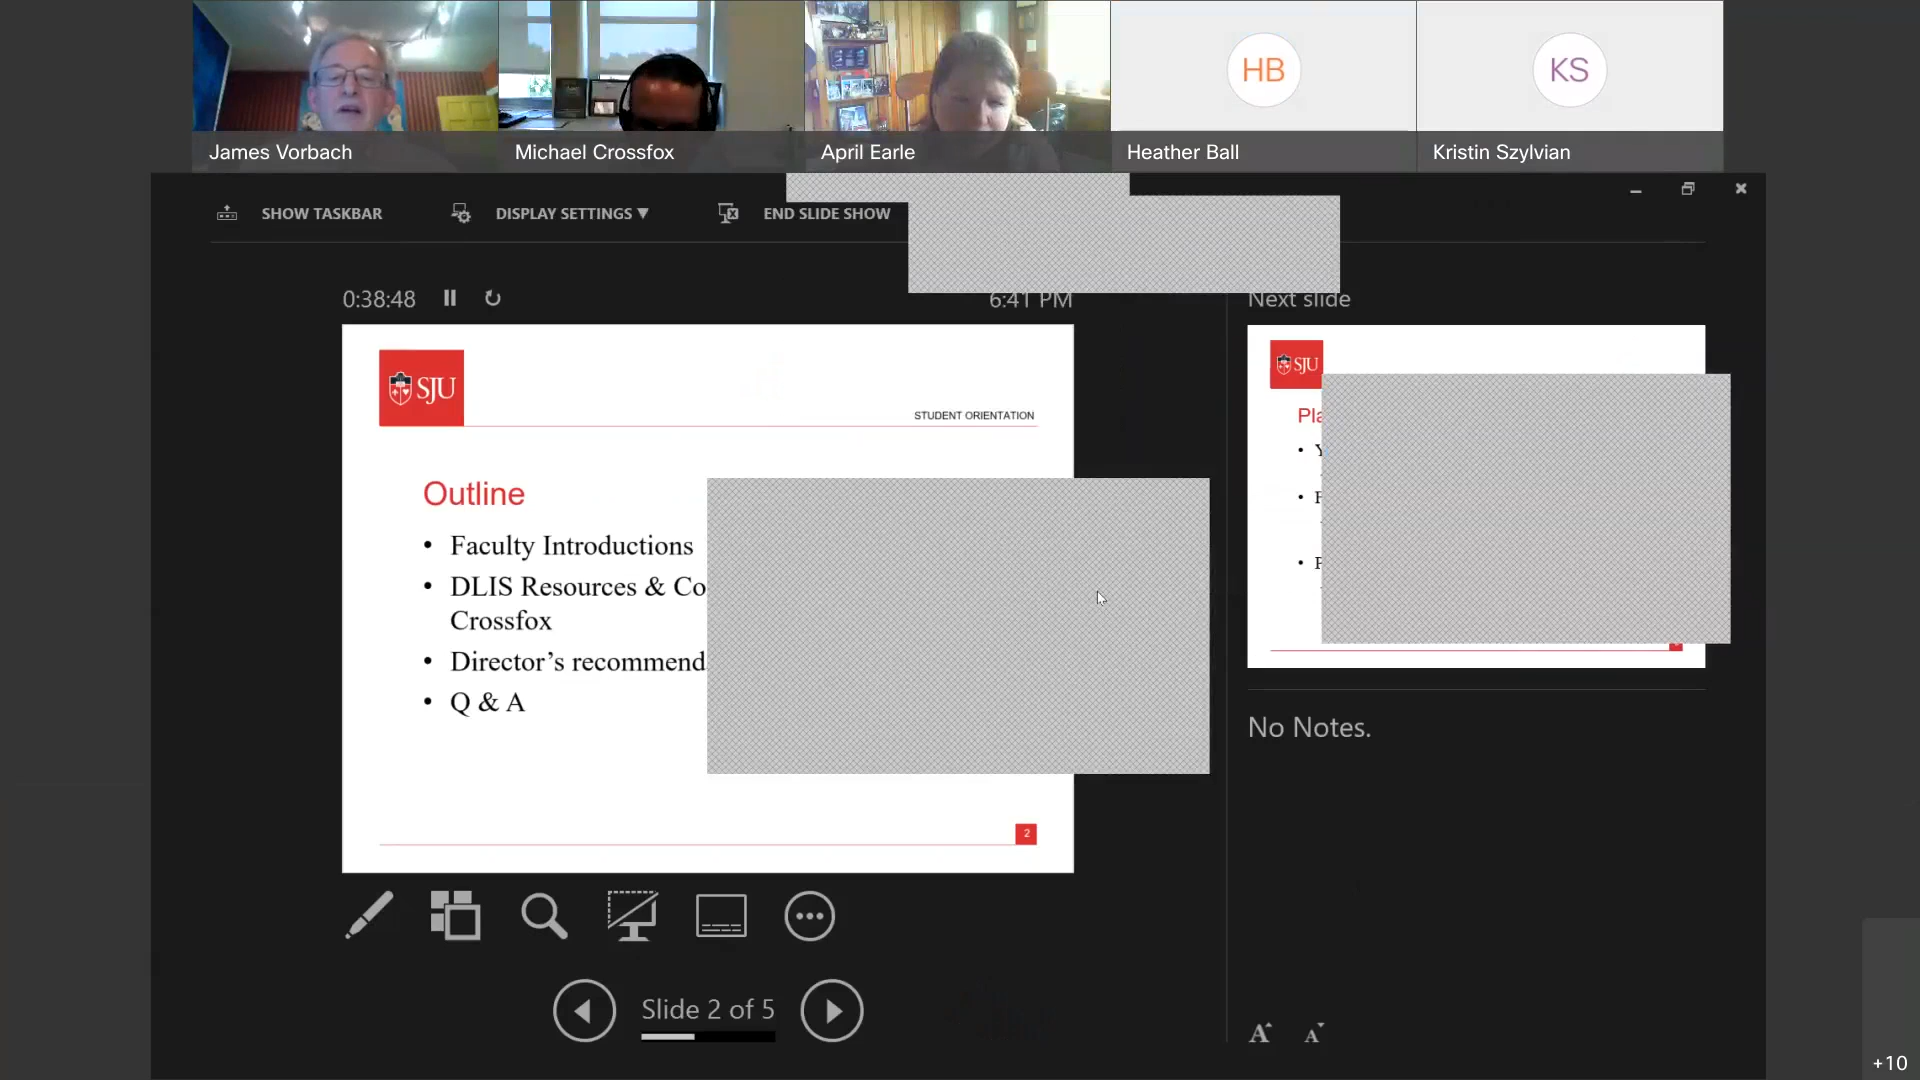 HB
KS
James Vorbach
Michael Crossfox
April Earle
Heather Ball
Kristin Szylvian
SHOW TASKBAR
DISPLAY SETTINGS ▼
END SLIDE SHOW
0:38:48
6:41 PM
Next slide
SJU
STUDENT ORIENTATION
Outline
• Faculty Introductions
• DLIS Resources & Co
Crossfox
• Director’s recommend
• Q & A
2
SJU
No Notes.
Slide 2 of 5
A A
+10